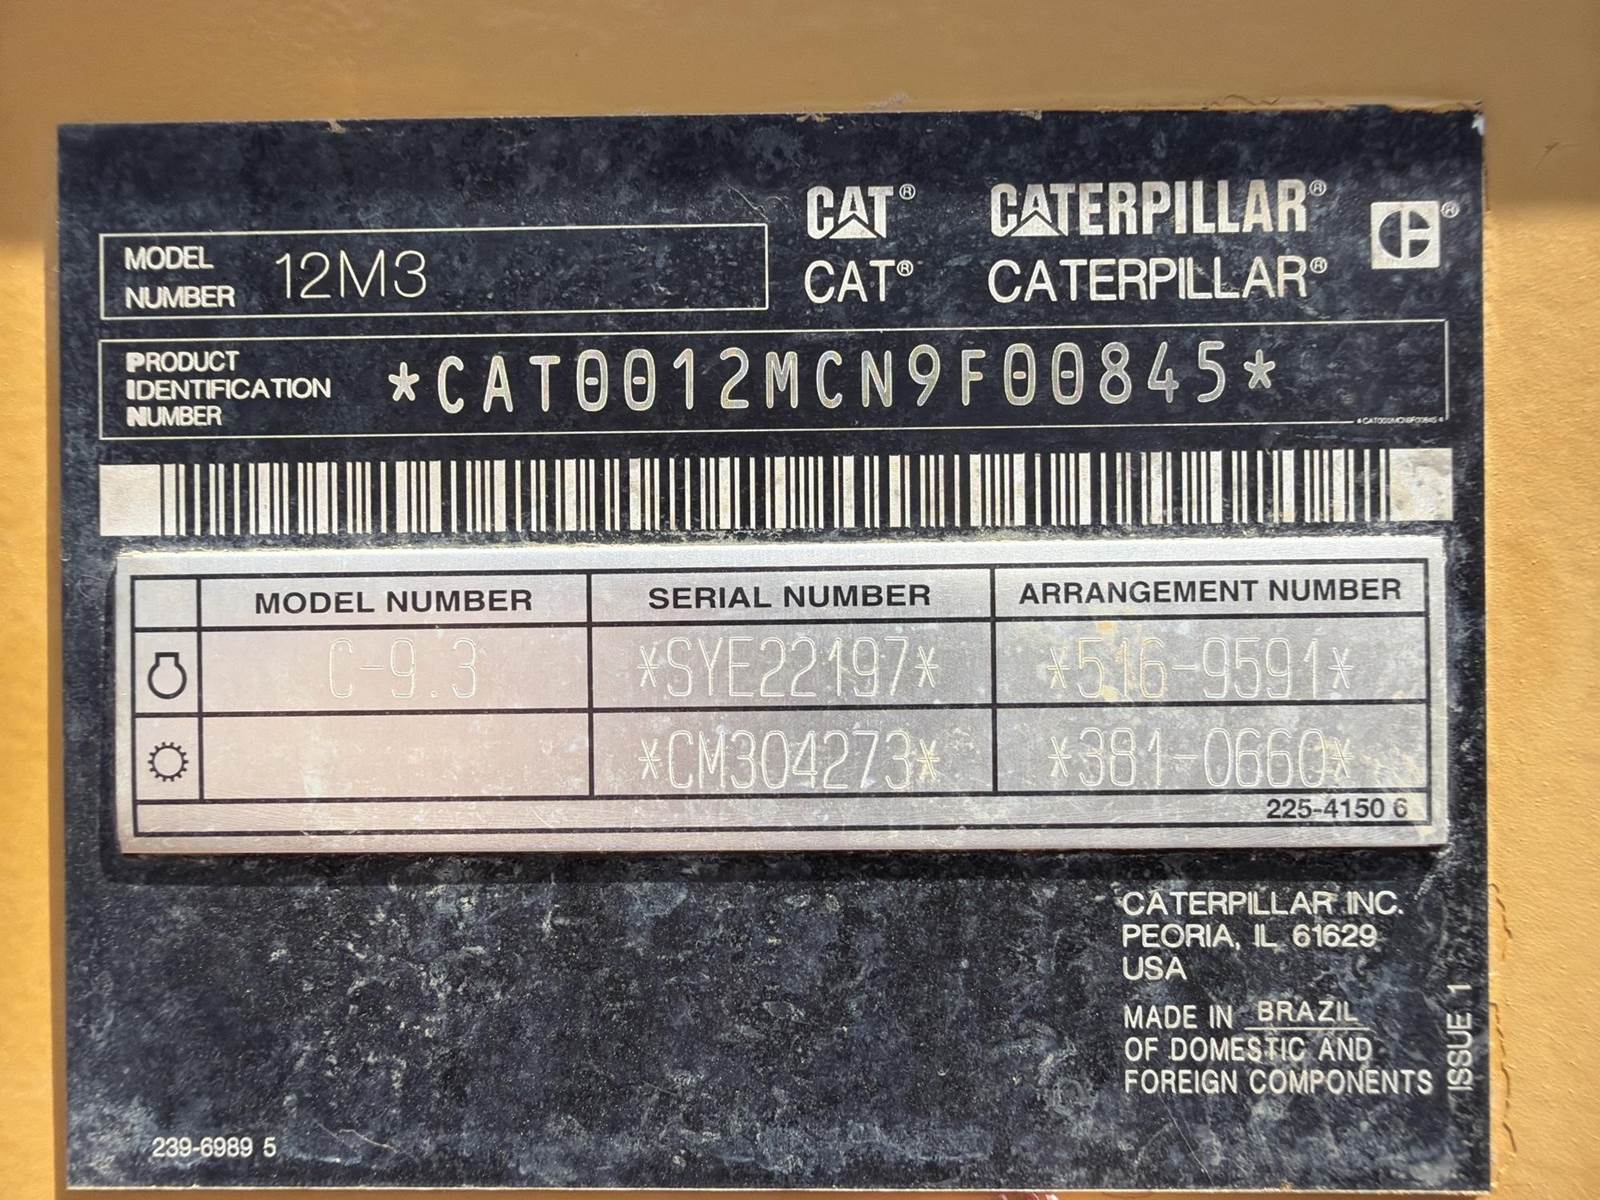 CAT® CATERPILLAR®
CAT® CATERPILLAR®
MODEL NUMBER 12M3
PRODUCT IDENTIFICATION NUMBER *CAT0012MCN9F00845*
*CAT0012MCN9F00845*
MODEL NUMBER SERIAL NUMBER ARRANGEMENT NUMBER
C-9.3 *SYE22197* *516-9591*
*CM304273* *381-0660*
225-4150 6
CATERPILLAR INC.
PEORIA, IL 61629
USA
MADE IN BRAZIL
OF DOMESTIC AND
FOREIGN COMPONENTS
ISSUE 1
239-6989 5